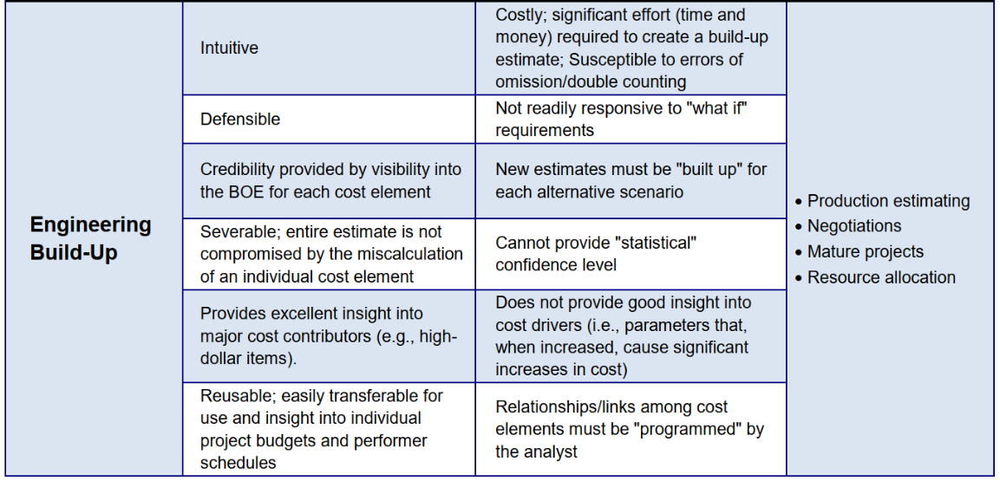 Engineering
Build-Up
Intuitive
Costly; significant effort (time and
money) required to create a build-up
estimate; Susceptible to errors of
omission/double counting
Defensible
Not readily responsive to "what if"
requirements
Credibility provided by visibility into
the BOE for each cost element
New estimates must be "built up" for
each alternative scenario
Severable; entire estimate is not
compromised by the miscalculation
of an individual cost element
Cannot provide "statistical"
confidence level
Provides excellent insight into
major cost contributors (e.g., high-
dollar items).
Does not provide good insight into
cost drivers (i.e., parameters that,
when increased, cause significant
increases in cost)
Reusable; easily transferable for
use and insight into individual
project budgets and performer
schedules
Relationships/links among cost
elements must be "programmed" by
the analyst
• Production estimating
• Negotiations
• Mature projects
• Resource allocation